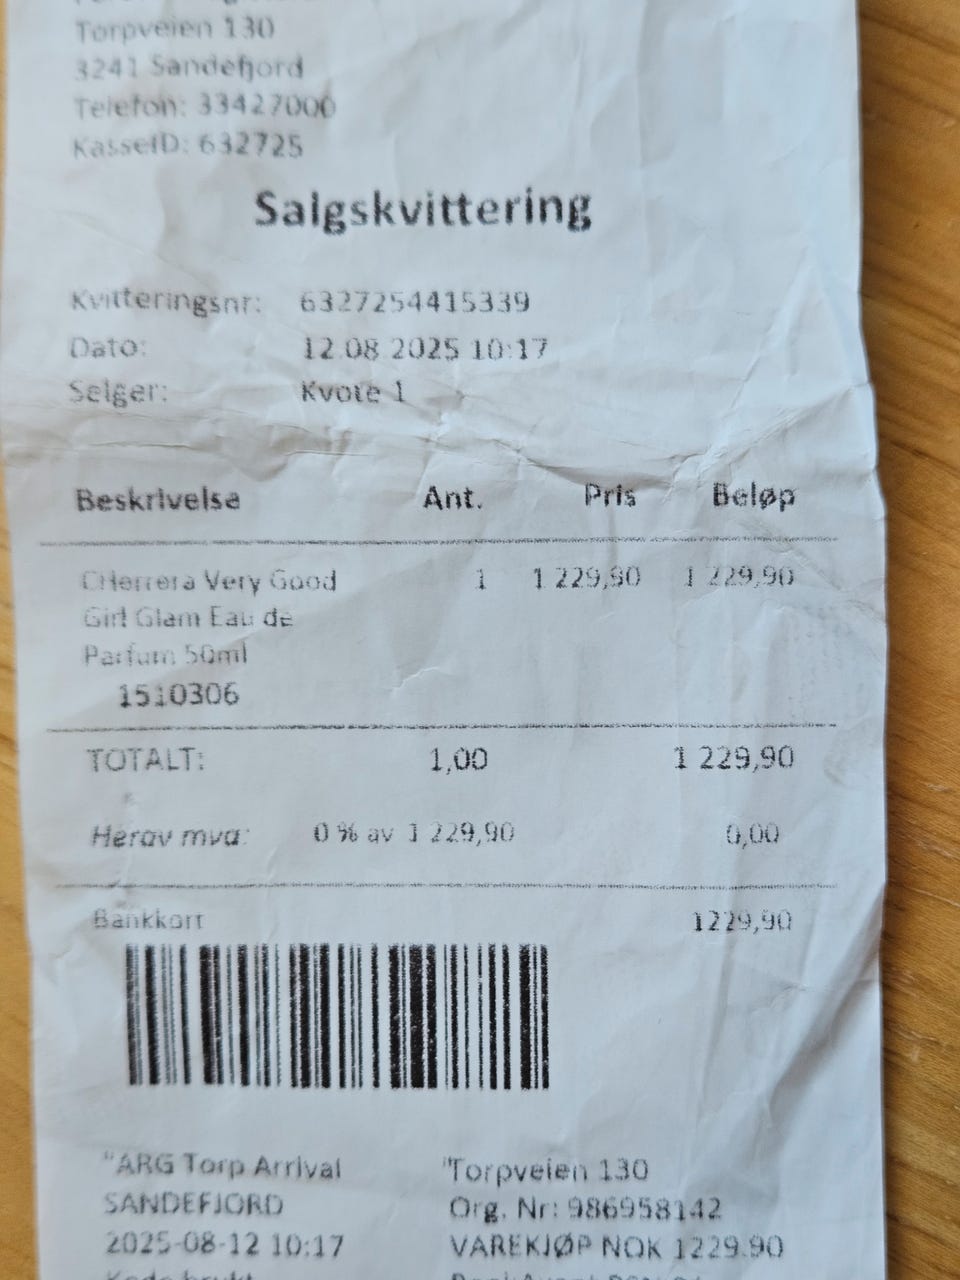 Torpveien 130
3241 Sandefjord
Telefon: 33427000
KasseID: 632725
Salgskvittering
Kvitteringsnr: 6327254415339
Dato: 12.08.2025 10:17
Selger: Kvote 1
Beskrivelse Ant. Pris Beløp
CHerrera Very Good 1 1 229,90 1 229,90
Girl Glam Eau de
Parfum 50ml
1510306
TOTALT: 1,00 1 229,90
Herav mva: 0 % av 1 229,90 0,00
Bankkort 1229,90
"ARG Torp Arrival "Torpveien 130
SANDEFJORD Org. Nr: 986958142
2025-08-12 10:17 VAREKJØP NOK 1229.90
Kode brukt